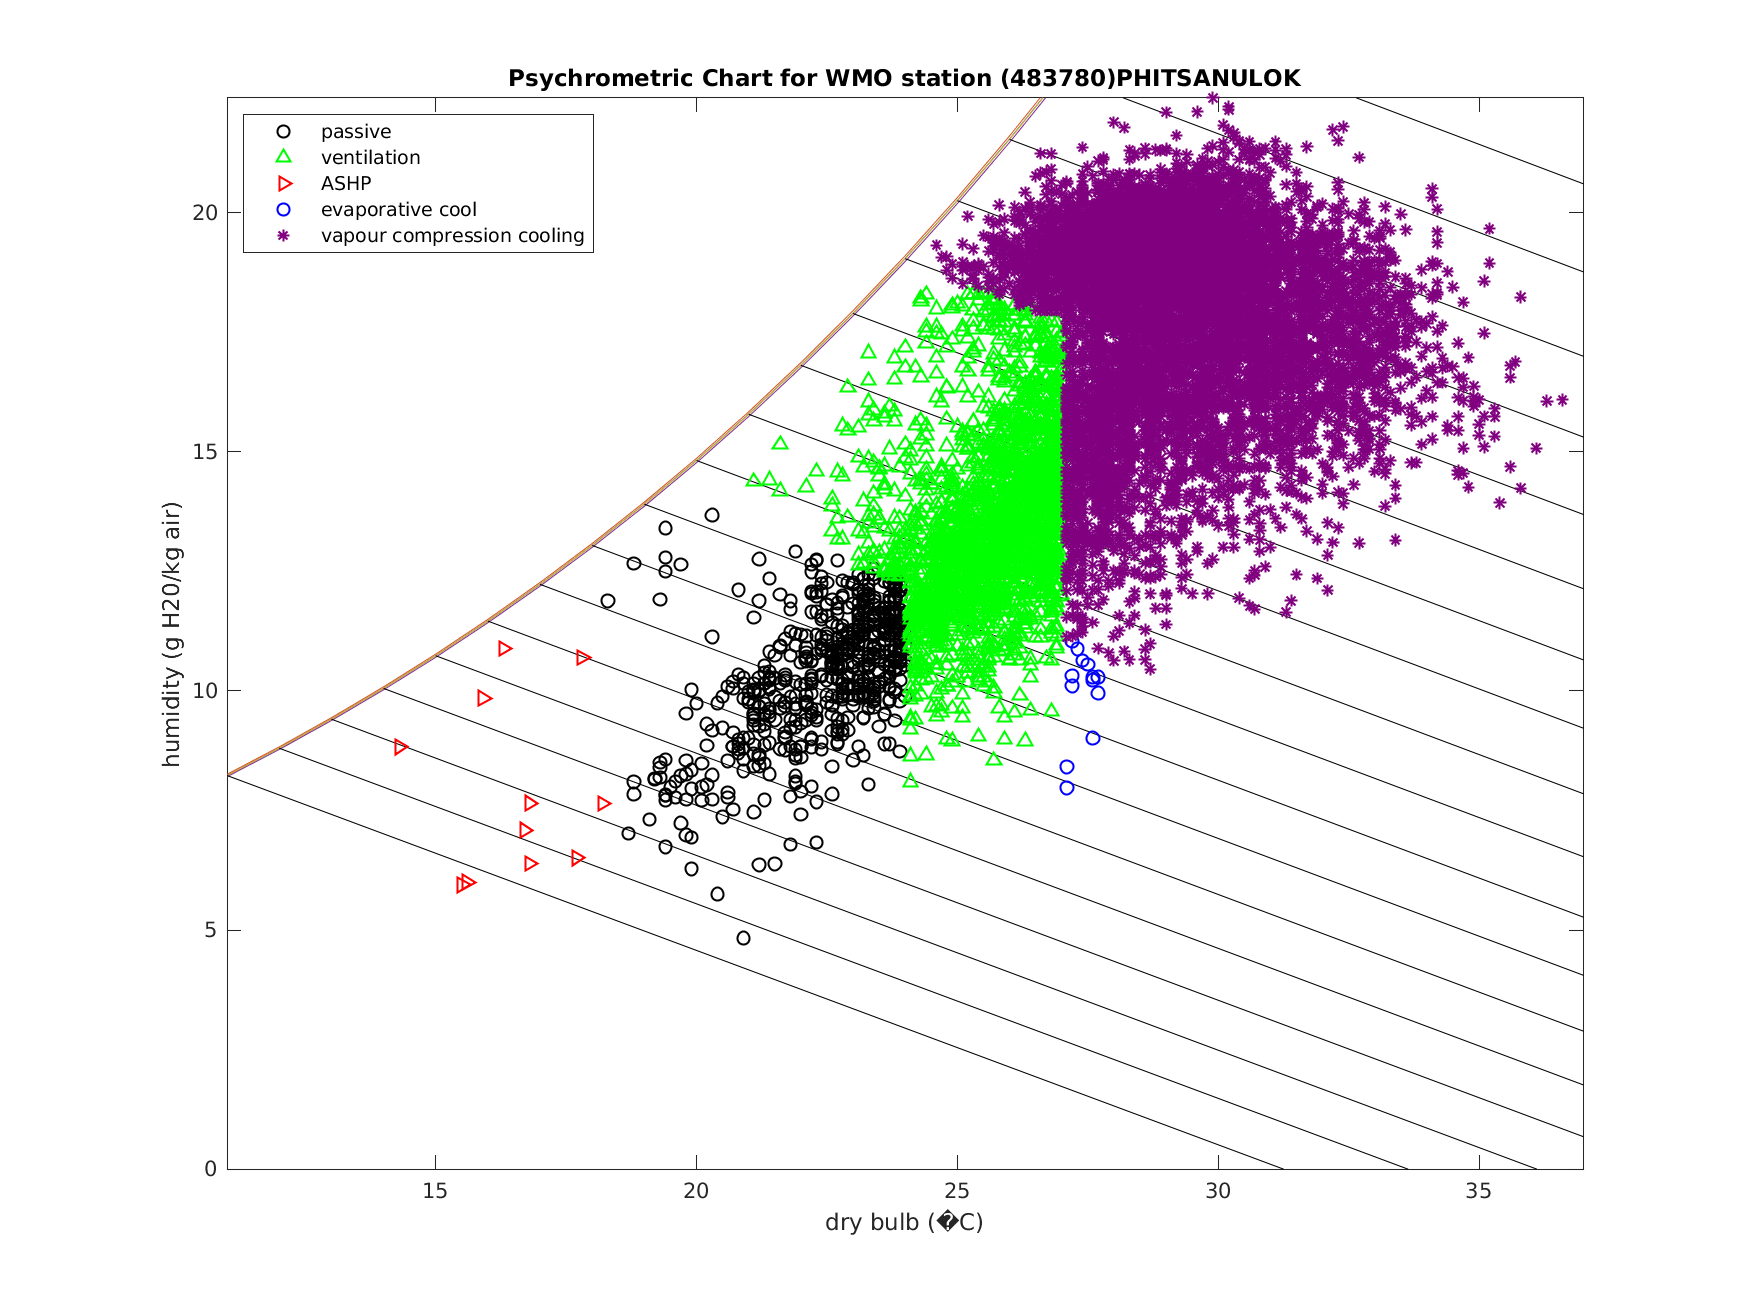 Psychrometric Chart for WMO station (483780)PHITSANULOK
passive
ventilation
ASHP
evaporative cool
vapour compression cooling
humidity (g H20/kg air)
20
15
10
5
0
15
20
25
30
35
dry bulb (�C)